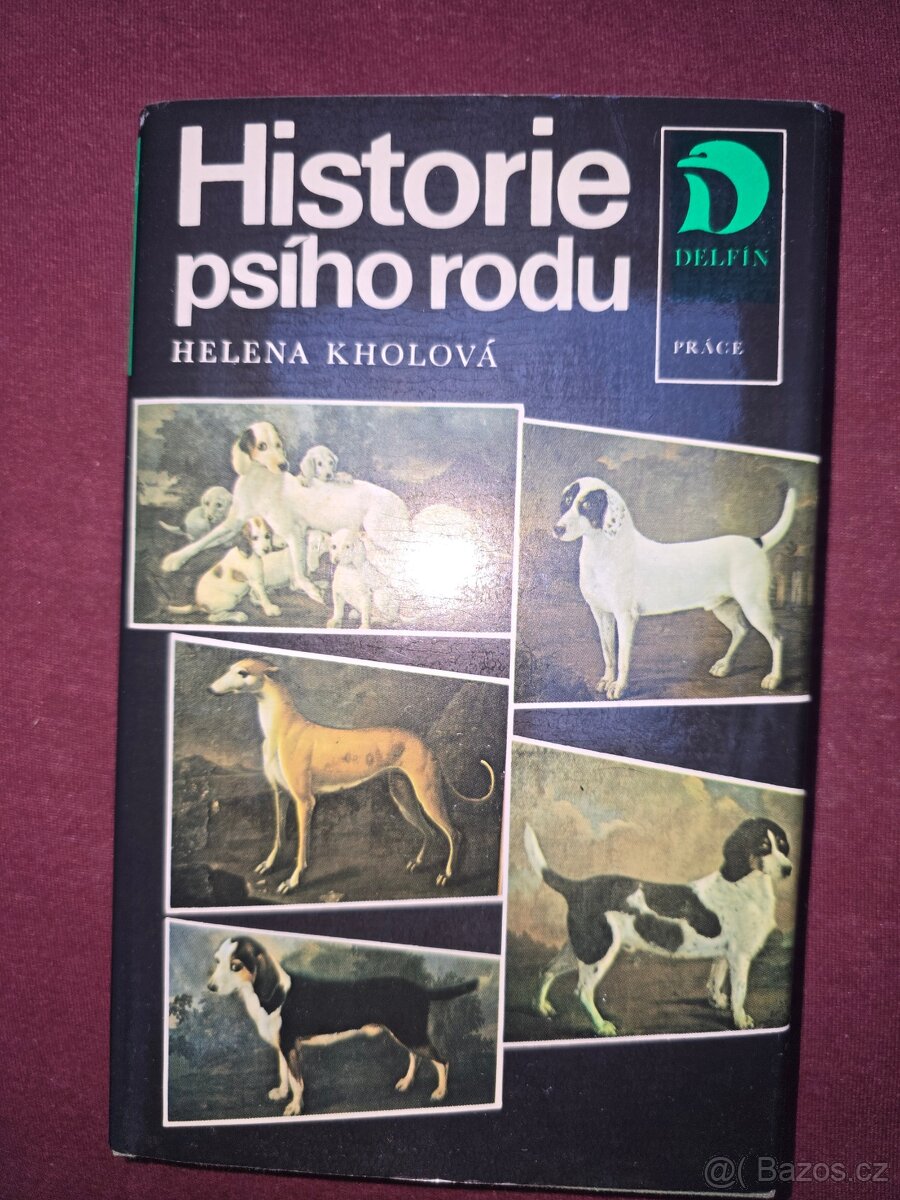 Historie
psího rodu
HELENA KHOLOVÁ
D
DELFÍN
PRÁCE
@( Bazos.cz